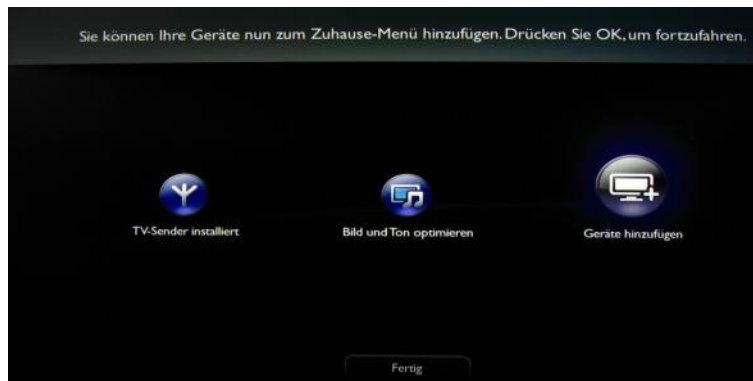 Sie können Ihre Geräte nun zum Zuhause-Menü hinzufügen. Drücken Sie OK, um fortzufahren.
TV-Sender installiert
Bild und Ton optimieren
Geräte hinzufügen
Fertig